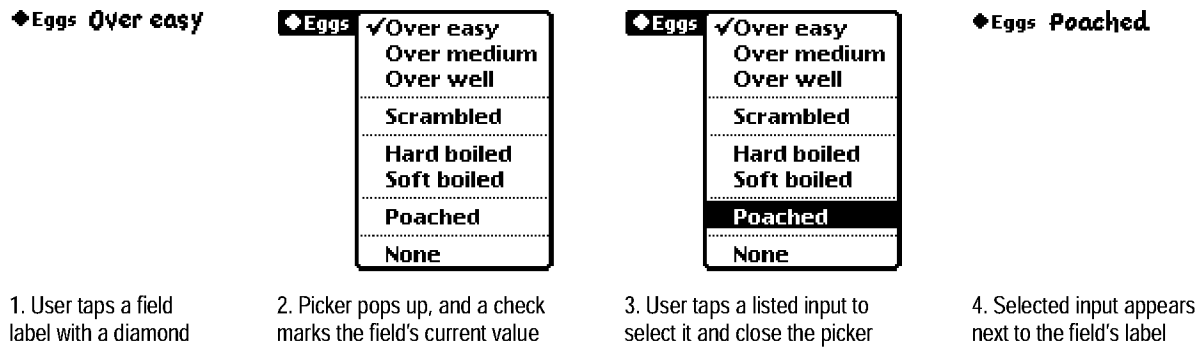 ◆Eggs Over easy
◆Eggs
✓Over easy
Over medium
Over well
Scrambled
Hard boiled
Soft boiled
Poached
None
◆Eggs
✓Over easy
Over medium
Over well
Scrambled
Hard boiled
Soft boiled
Poached
None
◆Eggs Poached
1. User taps a field
label with a diamond
2. Picker pops up, and a check
marks the field's current value
3. User taps a listed input to
select it and close the picker
4. Selected input appears
next to the field's label